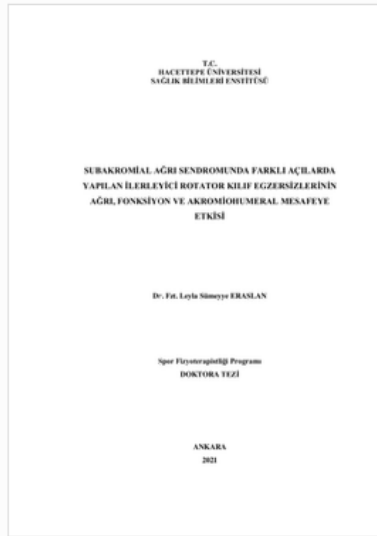 T.C.
HACETTEPE ÜNİVERSİTESİ
SAĞLIK BİLİMLERİ ENSTİTÜSÜ
SUBAKROMİAL AĞRI SENDROMUNDA FARKLI AÇILARDA
YAPILAN İLERLEYİCİ ROTATOR KILIF EGZERSİZLERİNİN
AĞRI, FONKSİYON VE AKROMİOHUMERAL MESAFEYE
ETKİSİ
Dr. Fzt. Leyla Sümeyye ERASLAN
Spor Fizyoterapistliği Programı
DOKTORA TEZİ
ANKARA
2021